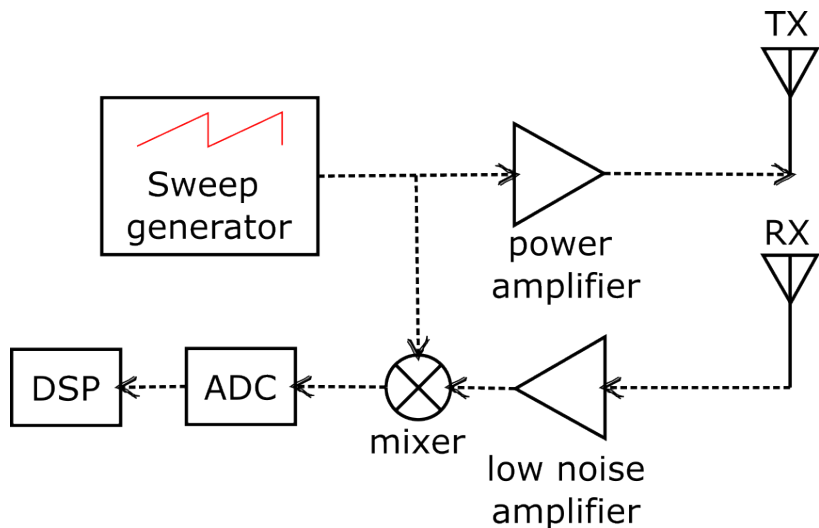 TX
Sweep
generator
power
amplifier
RX
DSP
ADC
mixer
low noise
amplifier